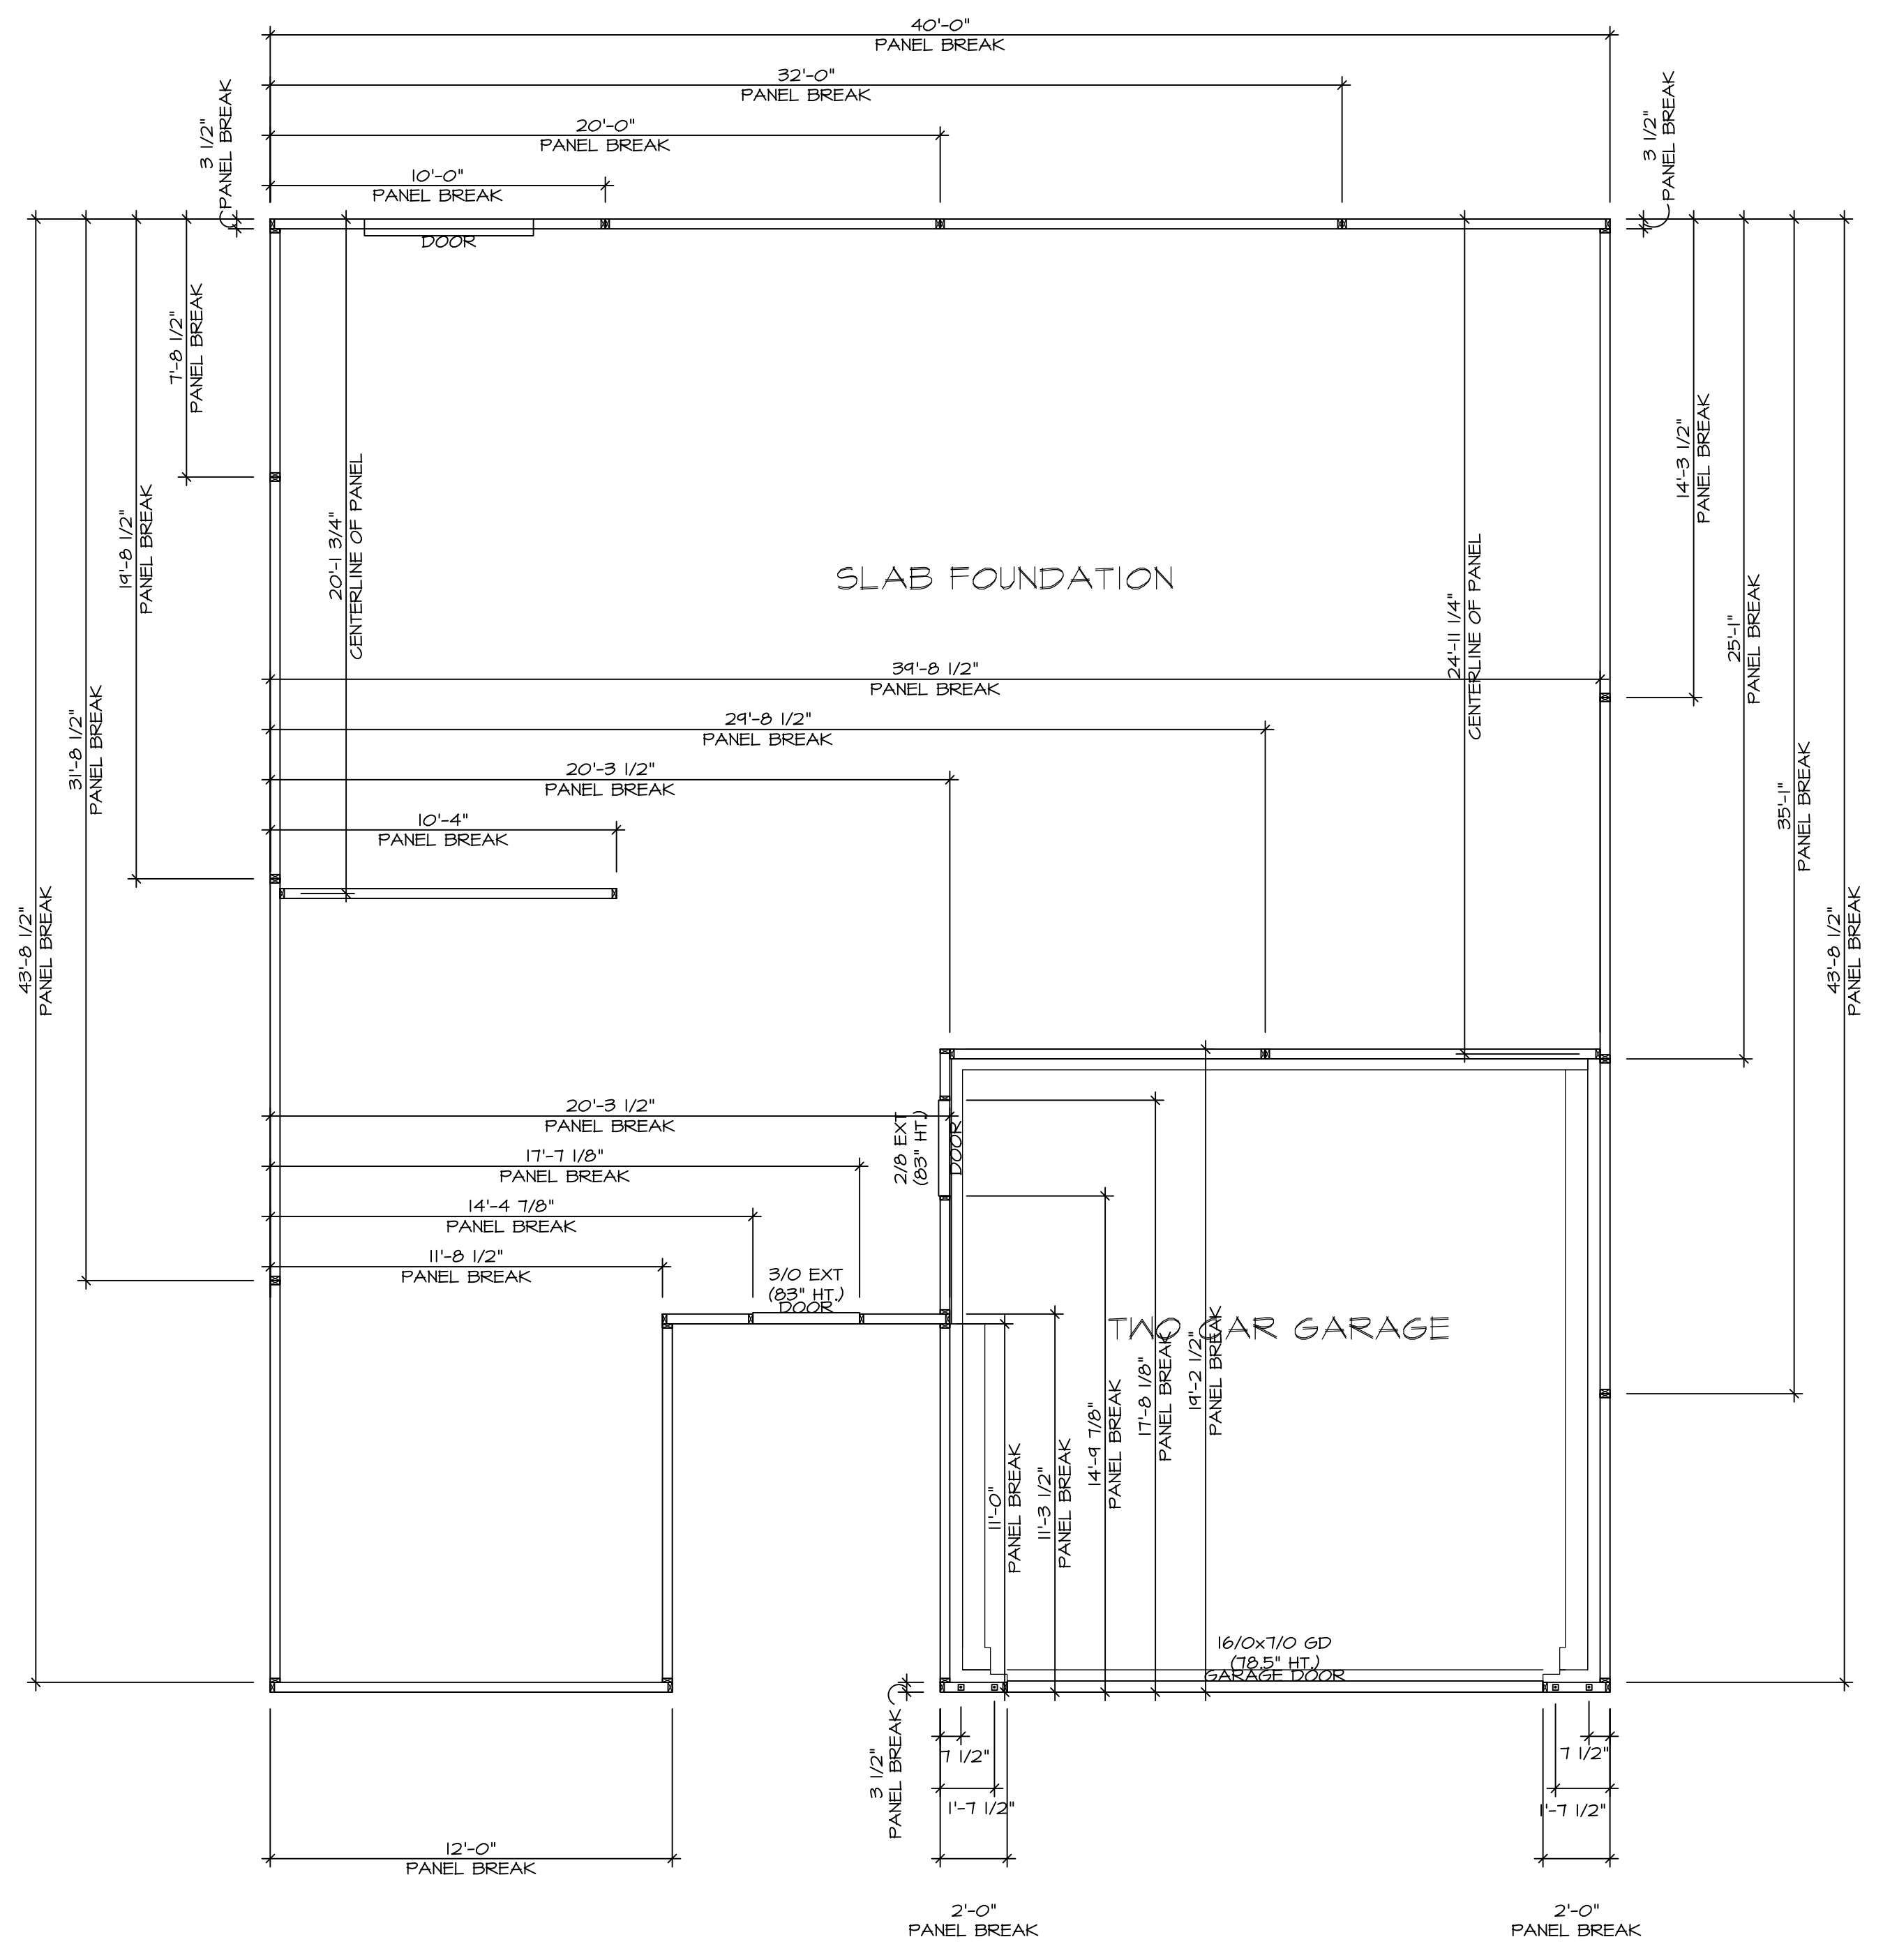 40'-0"
PANEL BREAK
32'-0"
PANEL BREAK
20'-0"
PANEL BREAK
10'-0"
PANEL BREAK
3 1/2"
PANEL BREAK
3 1/2"
PANEL BREAK
DOOR
7'-8 1/2"
PANEL BREAK
19'-8 1/2"
PANEL BREAK
31'-8 1/2"
PANEL BREAK
43'-8 1/2"
PANEL BREAK
20'-1 3/4"
CENTERLINE OF PANEL
SLAB FOUNDATION
24'-11 1/4"
CENTERLINE OF PANEL
14'-3 1/2"
PANEL BREAK
25'-1"
PANEL BREAK
35'-1"
PANEL BREAK
43'-8 1/2"
PANEL BREAK
39'-8 1/2"
PANEL BREAK
29'-8 1/2"
PANEL BREAK
20'-3 1/2"
PANEL BREAK
10'-4"
PANEL BREAK
20'-3 1/2"
PANEL BREAK
17'-7 1/8"
PANEL BREAK
14'-4 7/8"
PANEL BREAK
11'-8 1/2"
PANEL BREAK
2/8 EXT
(83" HT.)
DOOR
3/0 EXT
(83" HT.)
DOOR
TWO CAR GARAGE
11'-0"
PANEL BREAK
11'-3 1/2"
PANEL BREAK
14'-9 7/8"
PANEL BREAK
17'-8 1/8"
PANEL BREAK
19'-2 1/2"
PANEL BREAK
16/0x7/0 GD
(78.5" HT.)
GARAGE DOOR
3 1/2"
PANEL BREAK
7 1/2"
1'-7 1/2"
7 1/2"
1'-7 1/2"
12'-0"
PANEL BREAK
2'-0"
PANEL BREAK
2'-0"
PANEL BREAK